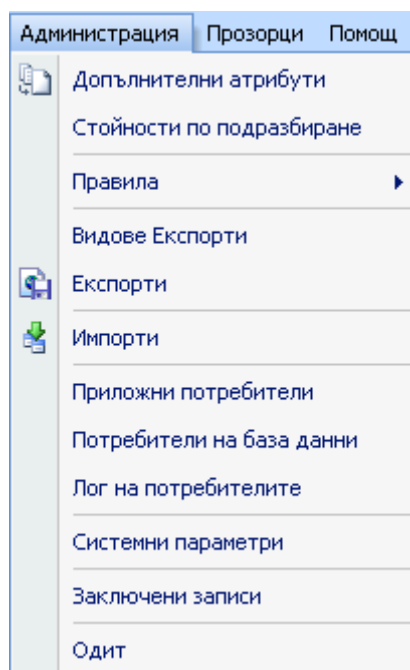 Администрация Прозорци Помощ
Допълнителни атрибути
Стойности по подразбиране
Правила
Видове Експорти
Експорти
Импорти
Приложни потребители
Потребители на база данни
Лог на потребителите
Системни параметри
Заключени записи
Одит